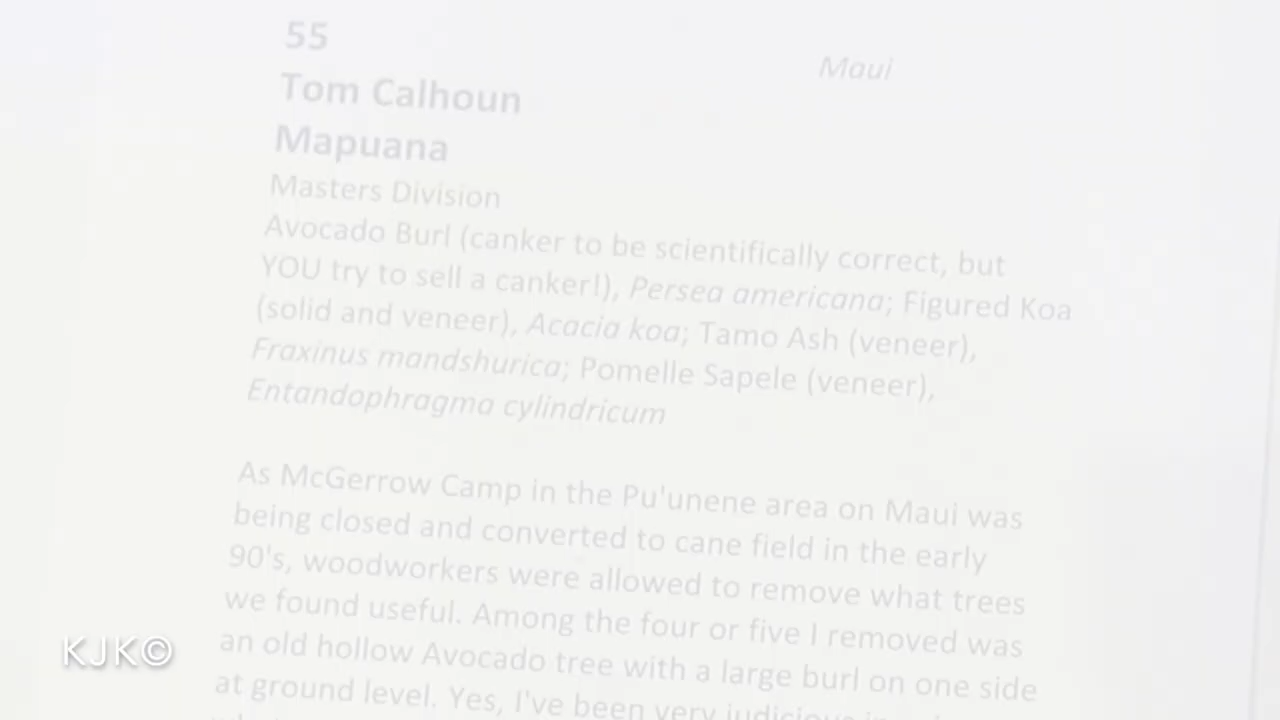 55
Maui
Tom Calhoun
Mapuana
Masters Division
Avocado Burl (canker to be scientifically correct, but
YOU try to sell a canker!), Persea americana; Figured Koa
(solid and veneer), Acacia koa; Tamo Ash (veneer),
Fraxinus mandshurica; Pomelle Sapele (veneer),
Entandophragma cylindricum
As McGerrow Camp in the Pu'unene area on Maui was
being closed and converted to cane field in the early
90's, woodworkers were allowed to remove what trees
we found useful. Among the four or five I removed was
an old hollow Avocado tree with a large burl on one side
at ground level. Yes, I've been very judicious
KJK©